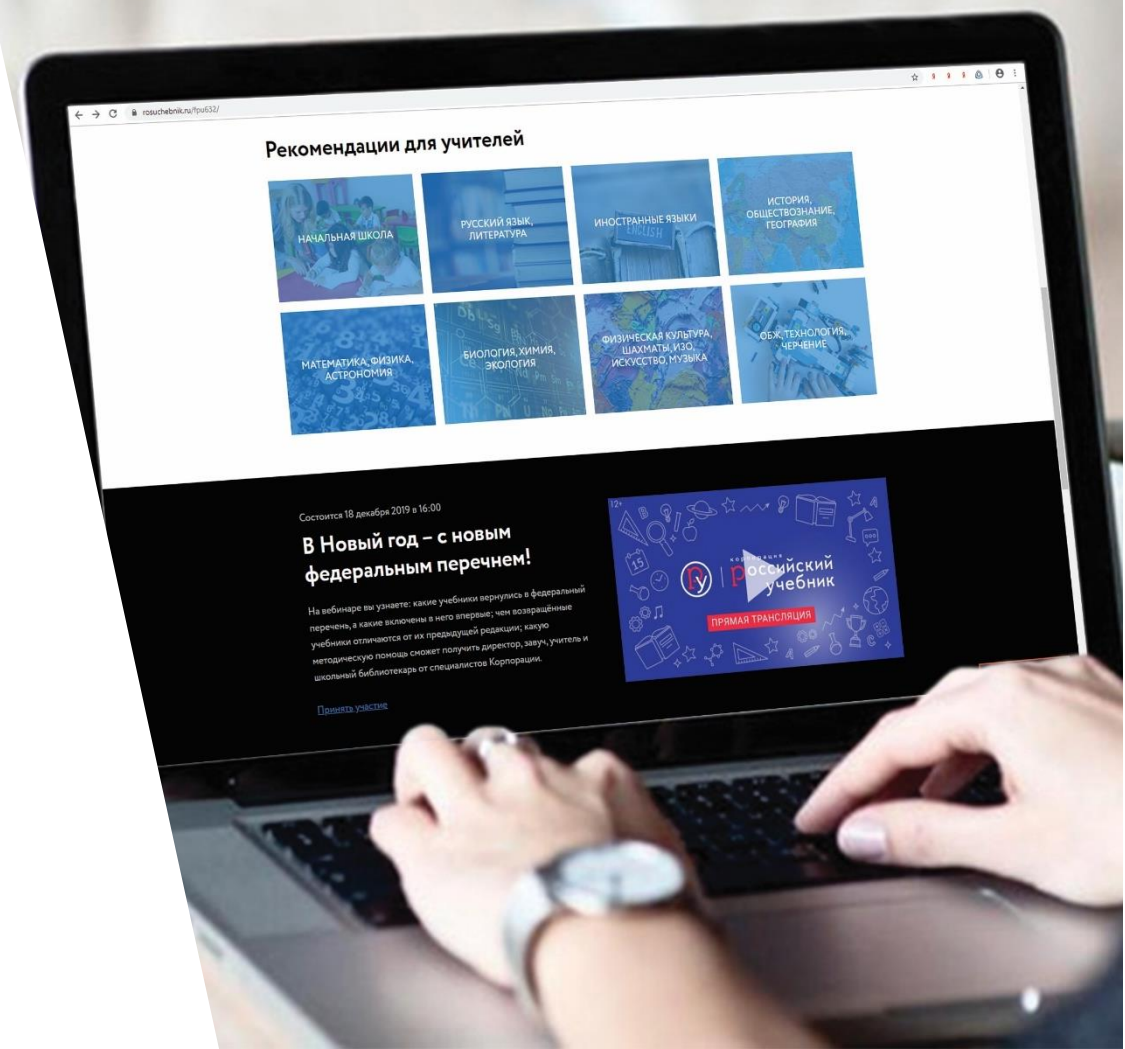 rosuchebnik.ru/fpu632/
Рекомендации для учителей
НАЧАЛЬНАЯ ШКОЛА
РУССКИЙ ЯЗЫК,
ЛИТЕРАТУРА
ИНОСТРАННЫЕ ЯЗЫКИ
ENGLISH
ИСТОРИЯ,
ОБЩЕСТВОЗНАНИЕ,
ГЕОГРАФИЯ
МАТЕМАТИКА, ФИЗИКА,
АСТРОНОМИЯ
БИОЛОГИЯ, ХИМИЯ,
ЭКОЛОГИЯ
ФИЗИЧЕСКАЯ КУЛЬТУРА,
ШАХМАТЫ, ИЗО,
ИСКУССТВО, МУЗЫКА
ОБЖ, ТЕХНОЛОГИЯ,
ЧЕРЧЕНИЕ
Состоится 18 декабря 2019 в 16:00
В Новый год – с новым
федеральным перечнем!
На вебинаре вы узнаете: какие учебники вернулись в федеральный
перечень, а какие включены в него впервые; чем возвращённые
учебники отличаются от их предыдущей редакции; какую
методическую помощь сможет получить директор, завуч, учитель и
школьный библиотекарь от специалистов Корпорации.
Принять участие
12+
корпорация
ру российский
учебник
ПРЯМАЯ ТРАНСЛЯЦИЯ